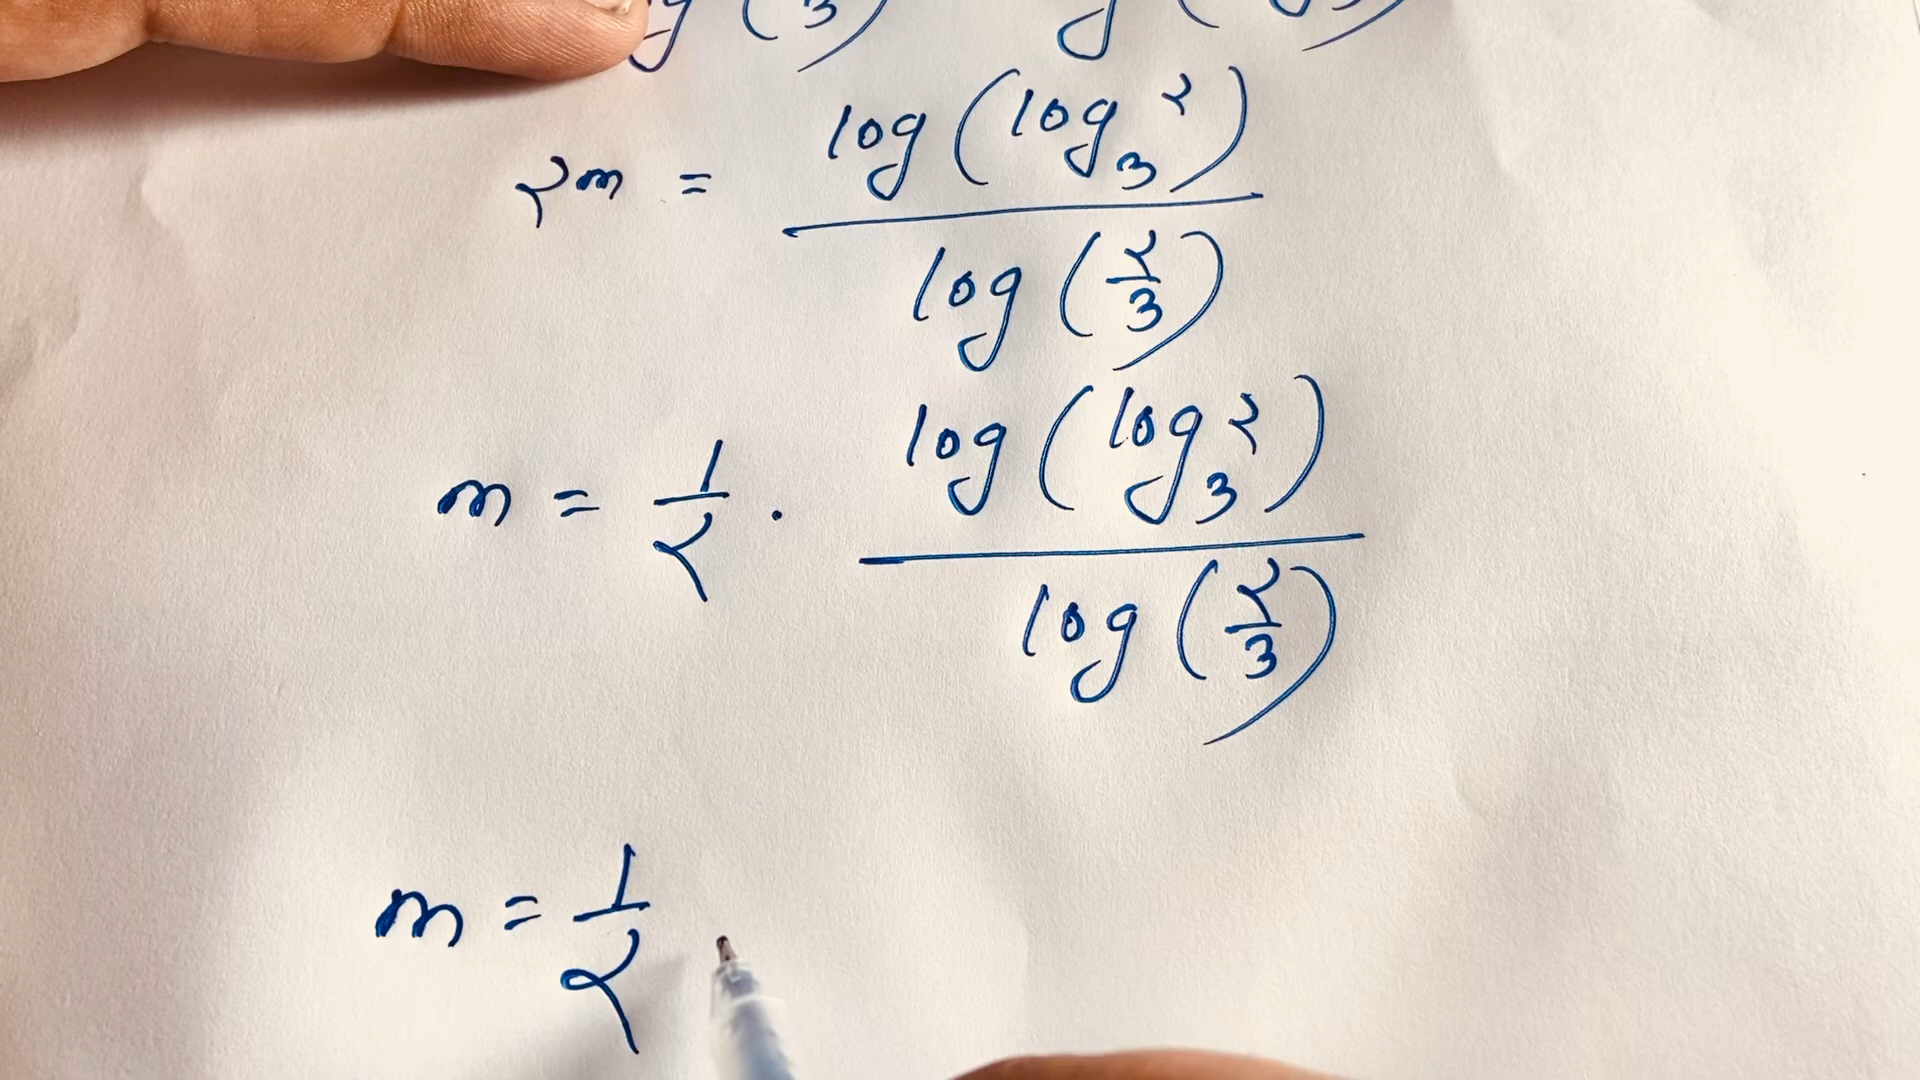 2m = log(log₃2) / log(2/3)
m = 1/2 · log(log₃2) / log(2/3)
m = 1/2